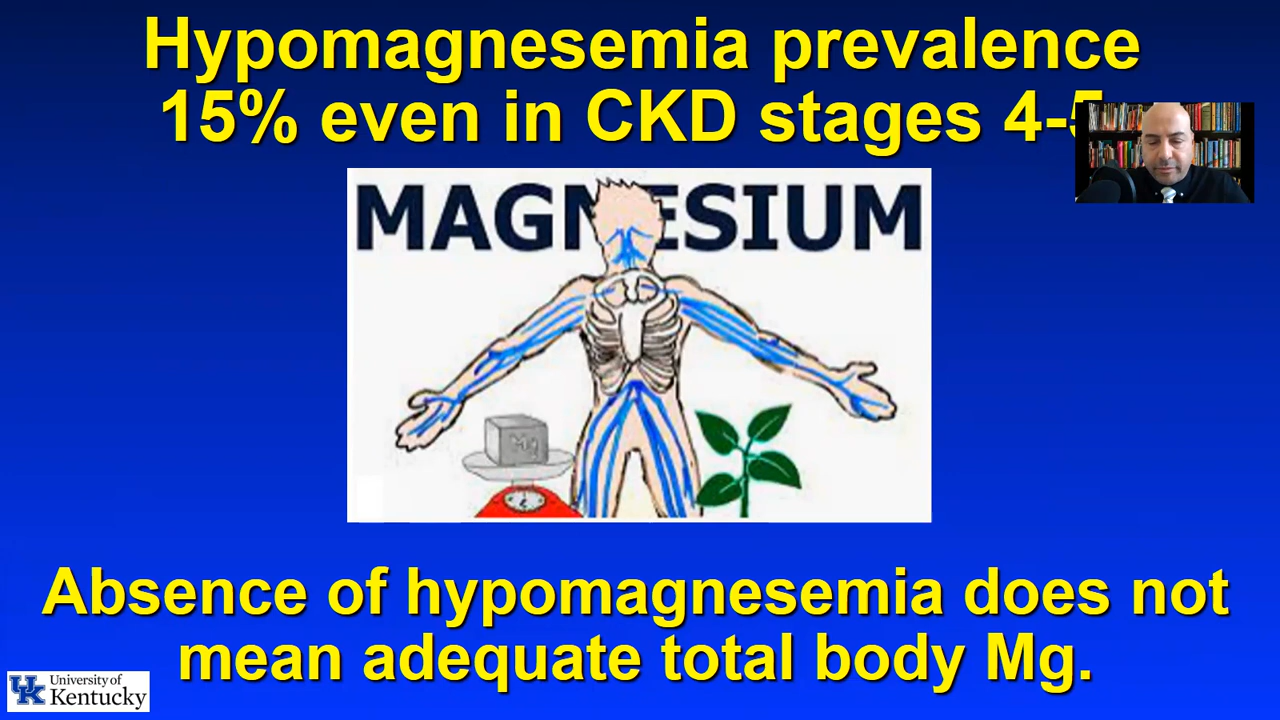 Hypomagnesemia prevalence
15% even in CKD stages 4-5
MAGNESIUM
Mg
Absence of hypomagnesemia does not
mean adequate total body Mg.
UK University of
Kentucky